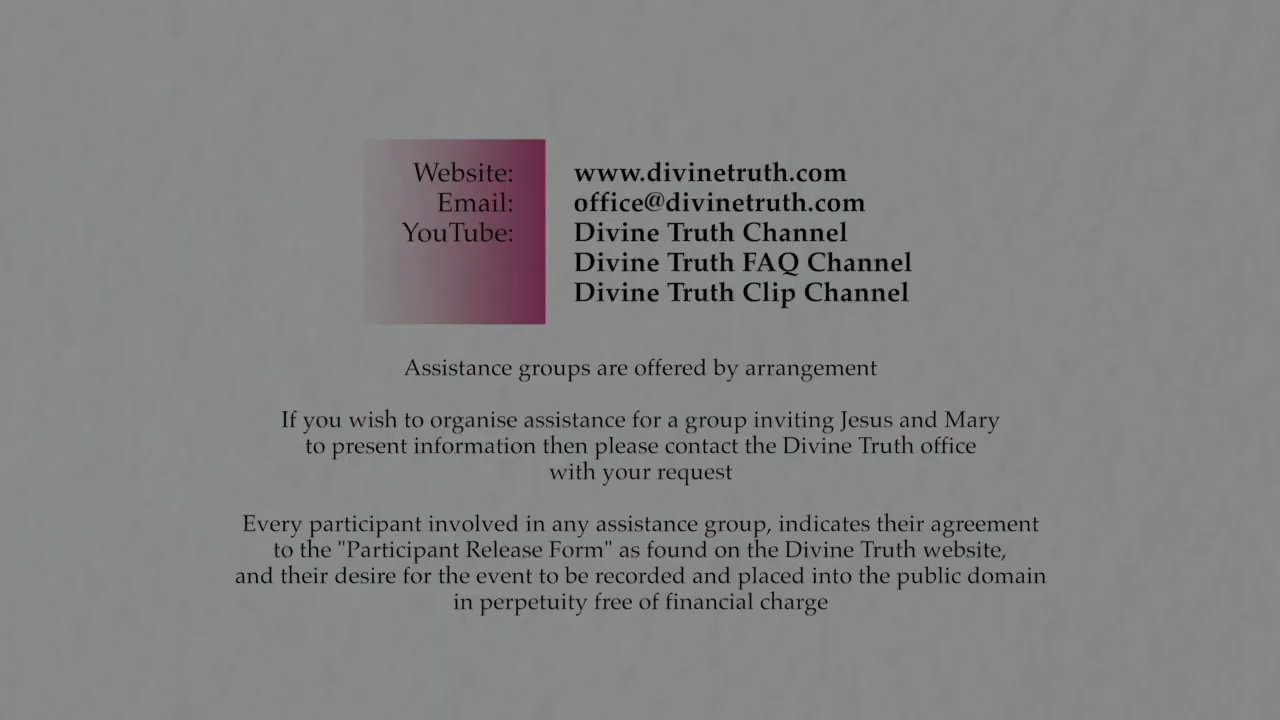 Website: www.divinetruth.com
Email: office@divinetruth.com
YouTube: Divine Truth Channel
Divine Truth FAQ Channel
Divine Truth Clip Channel
Assistance groups are offered by arrangement
If you wish to organise assistance for a group inviting Jesus and Mary
to present information then please contact the Divine Truth office
with your request
Every participant involved in any assistance group, indicates their agreement
to the "Participant Release Form" as found on the Divine Truth website,
and their desire for the event to be recorded and placed into the public domain
in perpetuity free of financial charge